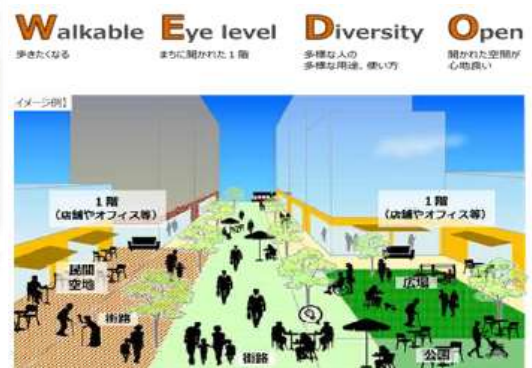 Walkable Eye level Diversity Open
歩きたくなる まちに開かれた1階 多様な人の 開かれた空間が
多様な用途、使い方 心地良い
イメージ例】
1階
(店舗やオフィス等)
1階
(店舗やオフィス等)
民間
空地
広場
街路
街路
公園